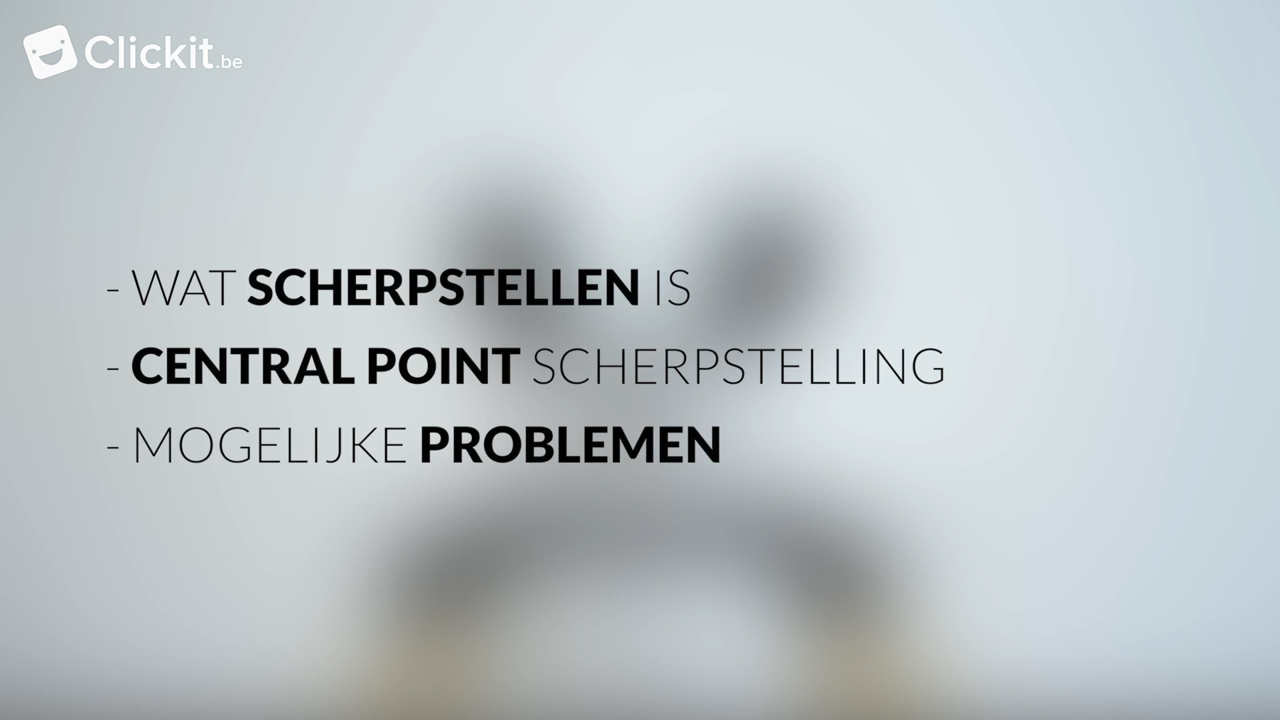 Clickit.be
- WAT SCHERPSTELLEN IS
- CENTRAL POINT SCHERPSTELLING
- MOGELIJKE PROBLEMEN